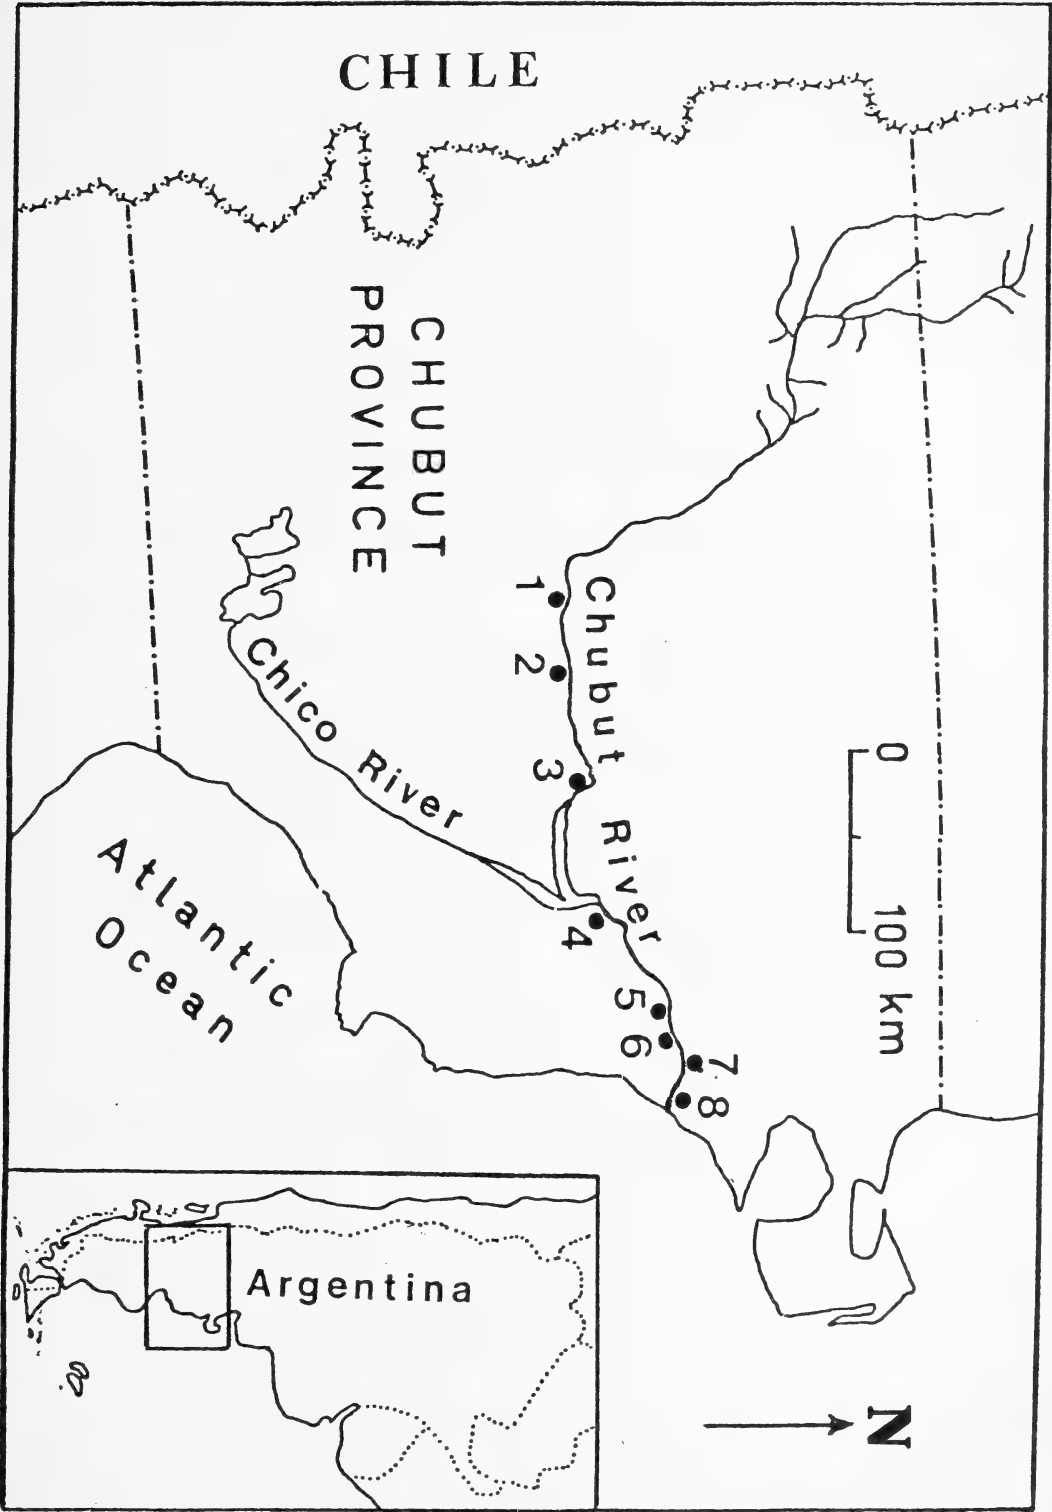 CHILE
CHUBUT
PROVINCE
Chubut River
Chico River
1
2
3
4
5
6
7
8
0
100 km
Atlantic
Ocean
Argentina
N